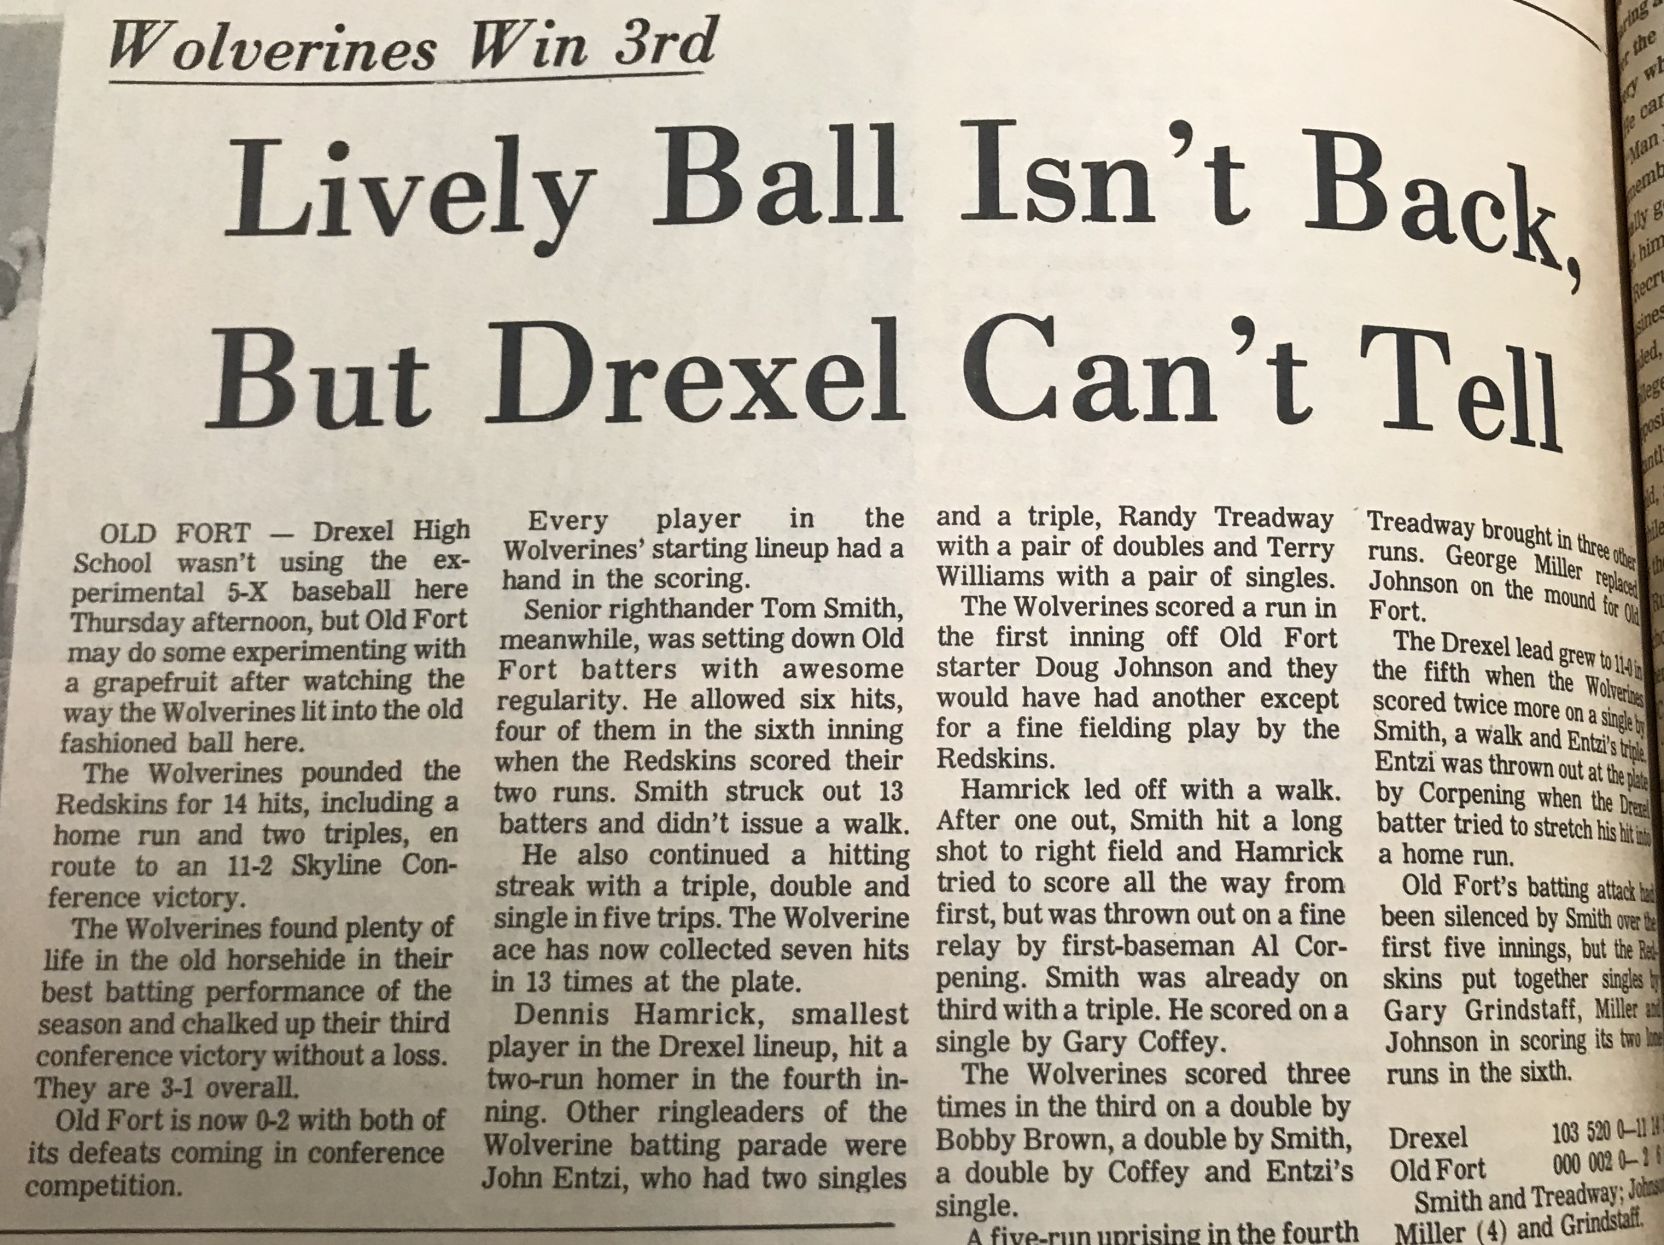 Wolverines Win 3rd
Lively Ball Isn't Back,
But Drexel Can't Tell
OLD FORT — Drexel High
School wasn't using the ex-
perimental 5-X baseball here
Thursday afternoon, but Old Fort
may do some experimenting with
a grapefruit after watching the
way the Wolverines lit into the old
fashioned ball here.
The Wolverines pounded the
Redskins for 14 hits, including a
home run and two triples, en
route to an 11-2 Skyline Con-
ference victory.
The Wolverines found plenty of
life in the old horsehide in their
best batting performance of the
season and chalked up their third
conference victory without a loss.
They are 3-1 overall.
Old Fort is now 0-2 with both of
its defeats coming in conference
competition.
Every player in the
Wolverines' starting lineup had a
hand in the scoring.
Senior righthander Tom Smith,
meanwhile, was setting down Old
Fort batters with awesome
regularity. He allowed six hits,
four of them in the sixth inning
when the Redskins scored their
two runs. Smith struck out 13
batters and didn't issue a walk.
He also continued a hitting
streak with a triple, double and
single in five trips. The Wolverine
ace has now collected seven hits
in 13 times at the plate.
Dennis Hamrick, smallest
player in the Drexel lineup, hit a
two-run homer in the fourth in-
ning. Other ringleaders of the
Wolverine batting parade were
John Entzi, who had two singles
and a triple, Randy Treadway
with a pair of doubles and Terry
Williams with a pair of singles.
The Wolverines scored a run in
the first inning off Old Fort
starter Doug Johnson and they
would have had another except
for a fine fielding play by the
Redskins.
Hamrick led off with a walk.
After one out, Smith hit a long
shot to right field and Hamrick
tried to score all the way from
first, but was thrown out on a fine
relay by first-baseman Al Cor-
pening. Smith was already on
third with a triple. He scored on a
single by Gary Coffey.
The Wolverines scored three
times in the third on a double by
Bobby Brown, a double by Smith,
a double by Coffey and Entzi's
single.
A five-run uprising in the fourth
Treadway brought in three other
runs. George Miller replaced
Johnson on the mound for Old
Fort.
The Drexel lead grew to 11-0 in
the fifth when the Wolverines
scored twice more on a single by
Smith, a walk and Entzi's triple.
Entzi was thrown out at the plate
by Corpening when the Drexel
batter tried to stretch his hit into
a home run.
Old Fort's batting attack had
been silenced by Smith over the
first five innings, but the Red-
skins put together singles by
Gary Grindstaff, Miller and
Johnson in scoring its two lone
runs in the sixth.
Drexel 103 520 0—11 14
Old Fort 000 002 0— 2 6
Smith and Treadway; Johnson
Miller (4) and Grindstaff.